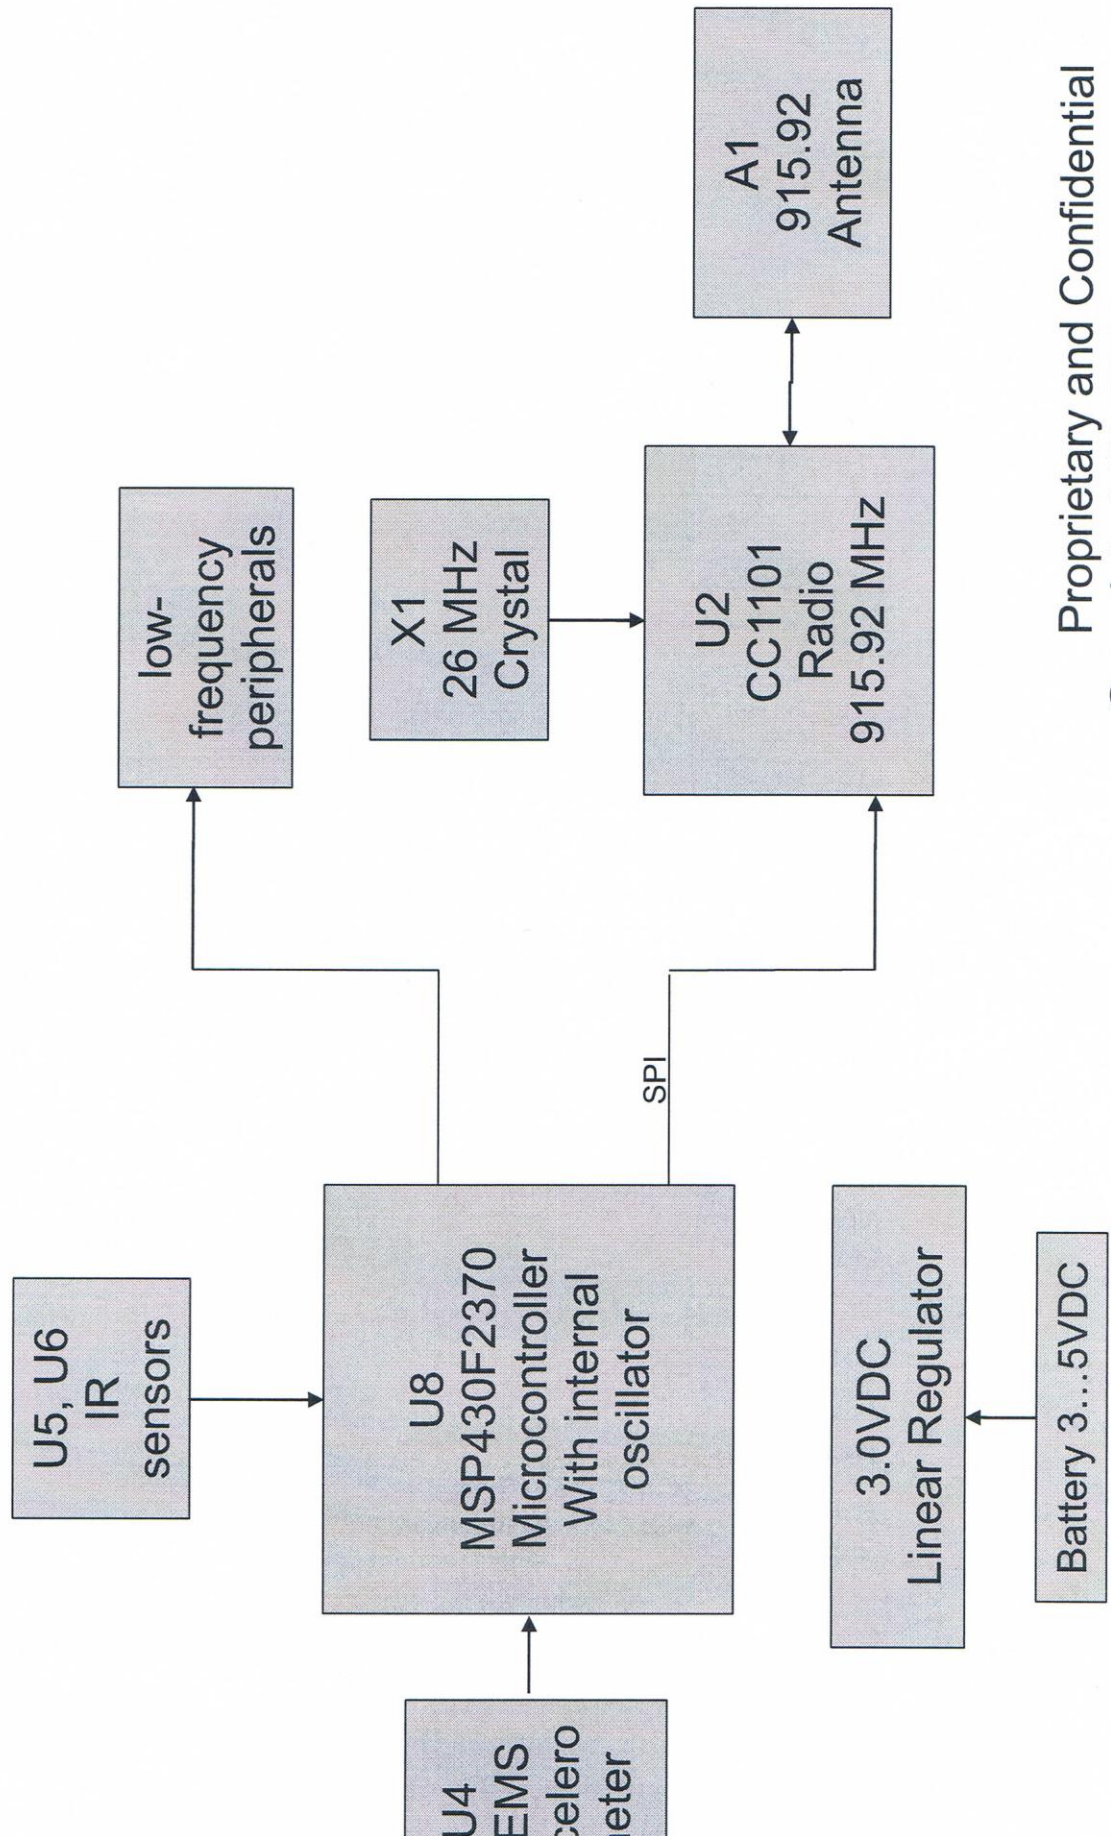 U5, U6
IR
sensors
low-
frequency
peripherals
X1
26 MHz
Crystal
U4
EMS
celero
eter
U8
MSP430F2370
Microcontroller
With internal
oscillator
SPI
U2
CC1101
Radio
915.92 MHz
A1
915.92
Antenna
3.0VDC
Linear Regulator
Battery 3...5VDC
Proprietary and Confidential